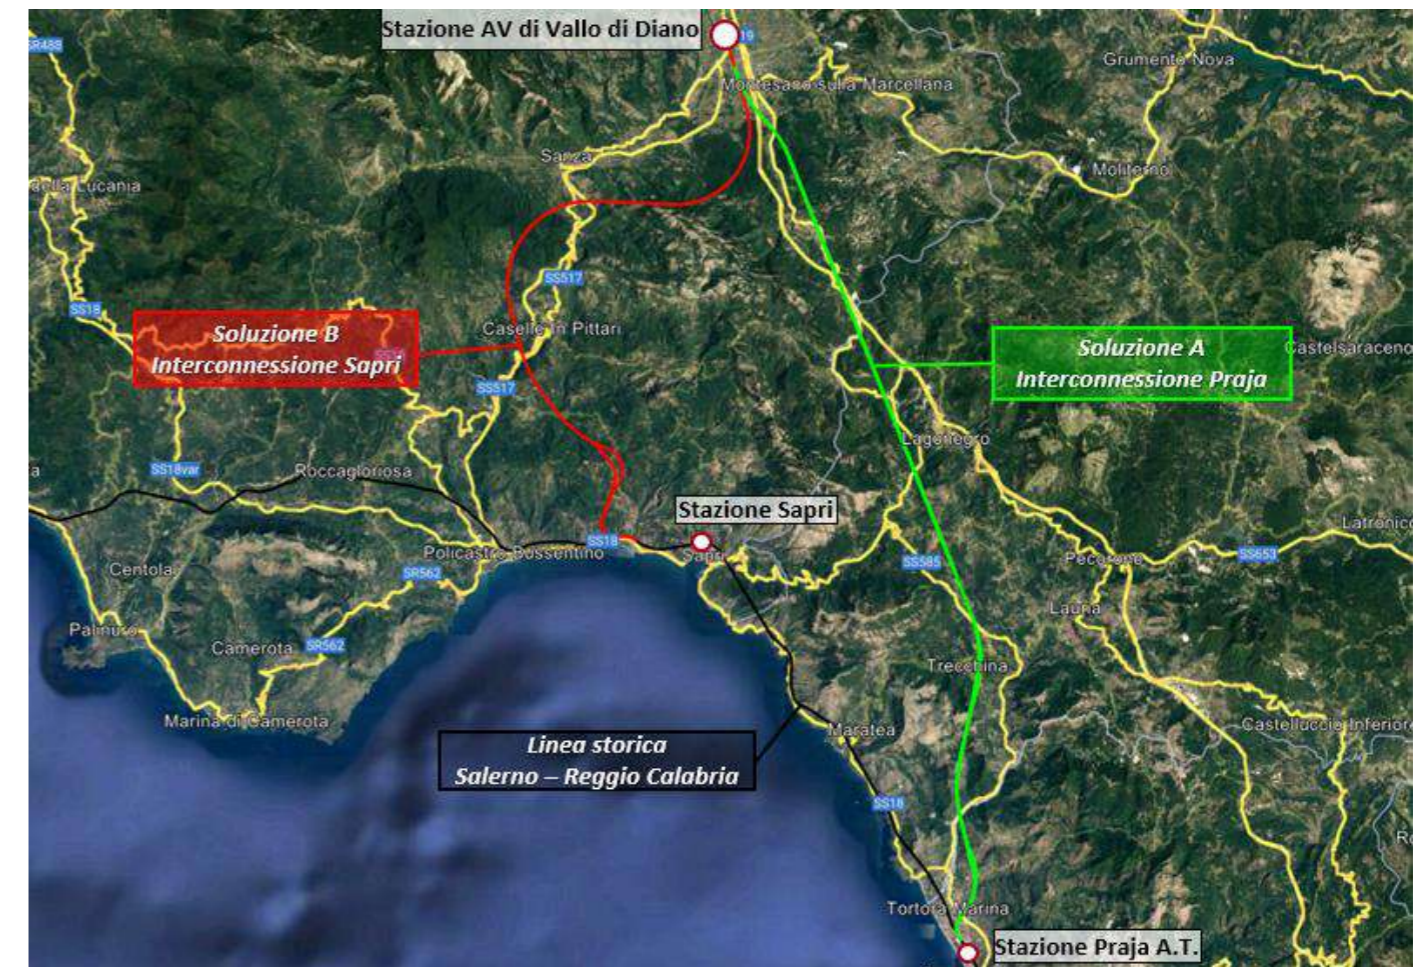 Stazione AV di Vallo di Diano
19
SR488
Grumento Nova
Montesano sulla Marcellana
Sanza
Moliterno
della Lucania
SS517
SS18
Soluzione B
Interconnessione Sapri
Caselle in Pittari
Soluzione A
Interconnessione Praja
Castelsaraceno
SS517
Lagonegro
SS18var
Roccagloriosa
Stazione Sapri
Latronico
SS18
Policastro Bussentino
Sapri
SS653
Pecorone
Centola
SR562
SS585
Lauria
Palinuro
Camerota
SR562
Trecchina
Marina di Camerota
Castelluccio Inferiore
Maratea
Linea storica
Salerno – Reggio Calabria
SS18
Tortora Marina
Stazione Praja A.T.